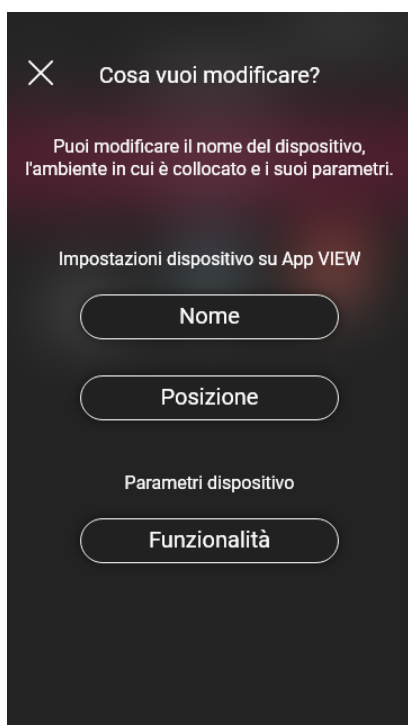 Cosa vuoi modificare?
Puoi modificare il nome del dispositivo,
l'ambiente in cui è collocato e i suoi parametri.
Impostazioni dispositivo su App VIEW
Nome
Posizione
Parametri dispositivo
Funzionalità